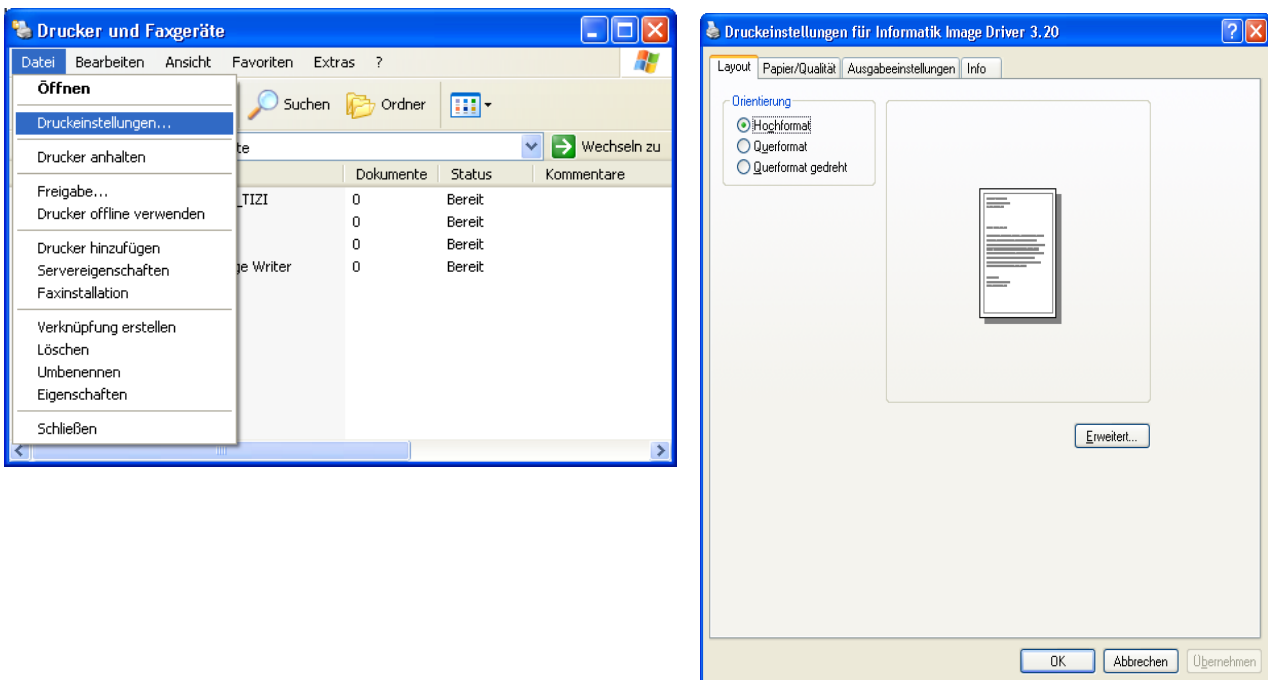 Drucker und Faxgeräte
Datei Bearbeiten Ansicht Favoriten Extras ?
Öffnen
Suchen Ordner
Druckeinstellungen...
Drucker anhalten
te
Wechseln zu
Dokumente Status Kommentare
Freigabe...
_TIZI 0 Bereit
Drucker offline verwenden
0 Bereit
Drucker hinzufügen
0 Bereit
Servereigenschaften
ge Writer 0 Bereit
Faxinstallation
Verknüpfung erstellen
Löschen
Umbenennen
Eigenschaften
Schließen
Druckeinstellungen für Informatik Image Driver 3.20
Layout Papier/Qualität Ausgabeeinstellungen Info
Orientierung
Hochformat
Querformat
Querformat gedreht
Erweitert...
OK Abbrechen Übernehmen